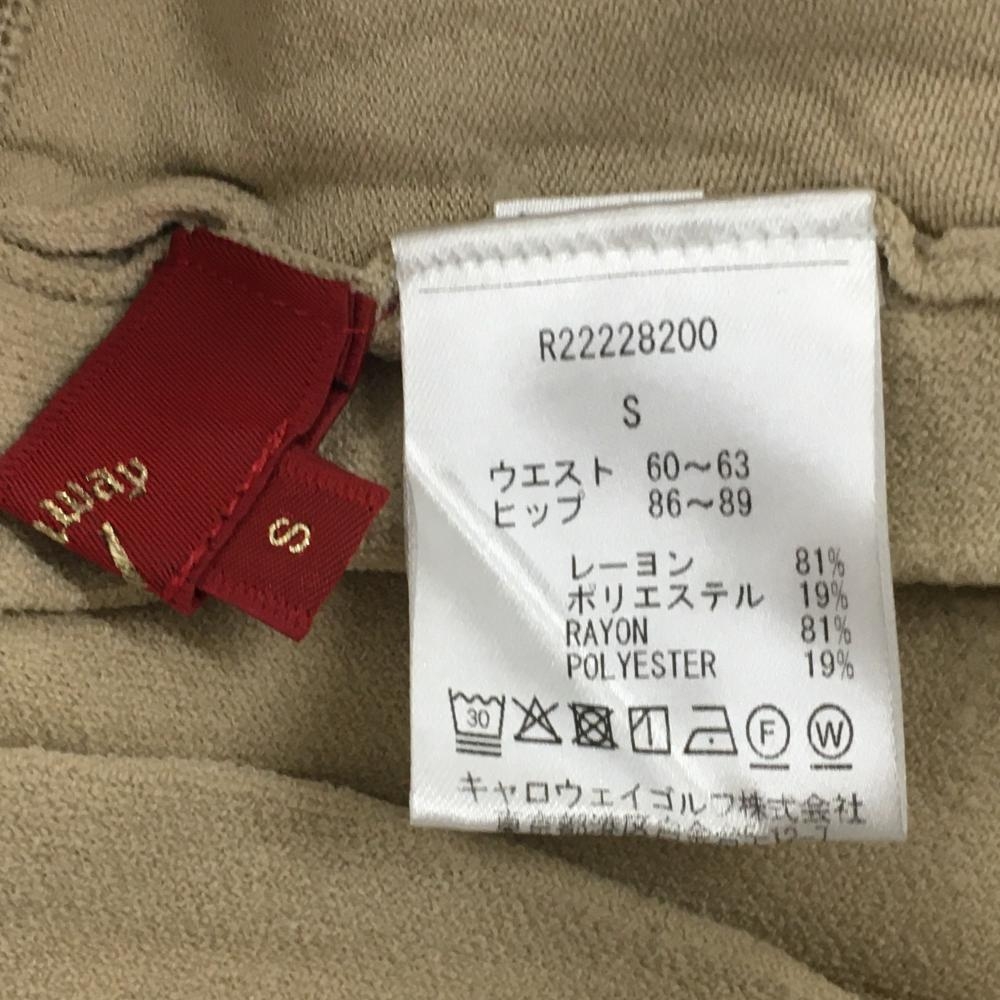 way
S
R22228200
S
ウエスト 60～63
ヒップ 86～89
レーヨン 81%
ポリエステル 19%
RAYON 81%
POLYESTER 19%
30 F W
キャロウェイゴルフ株式会社